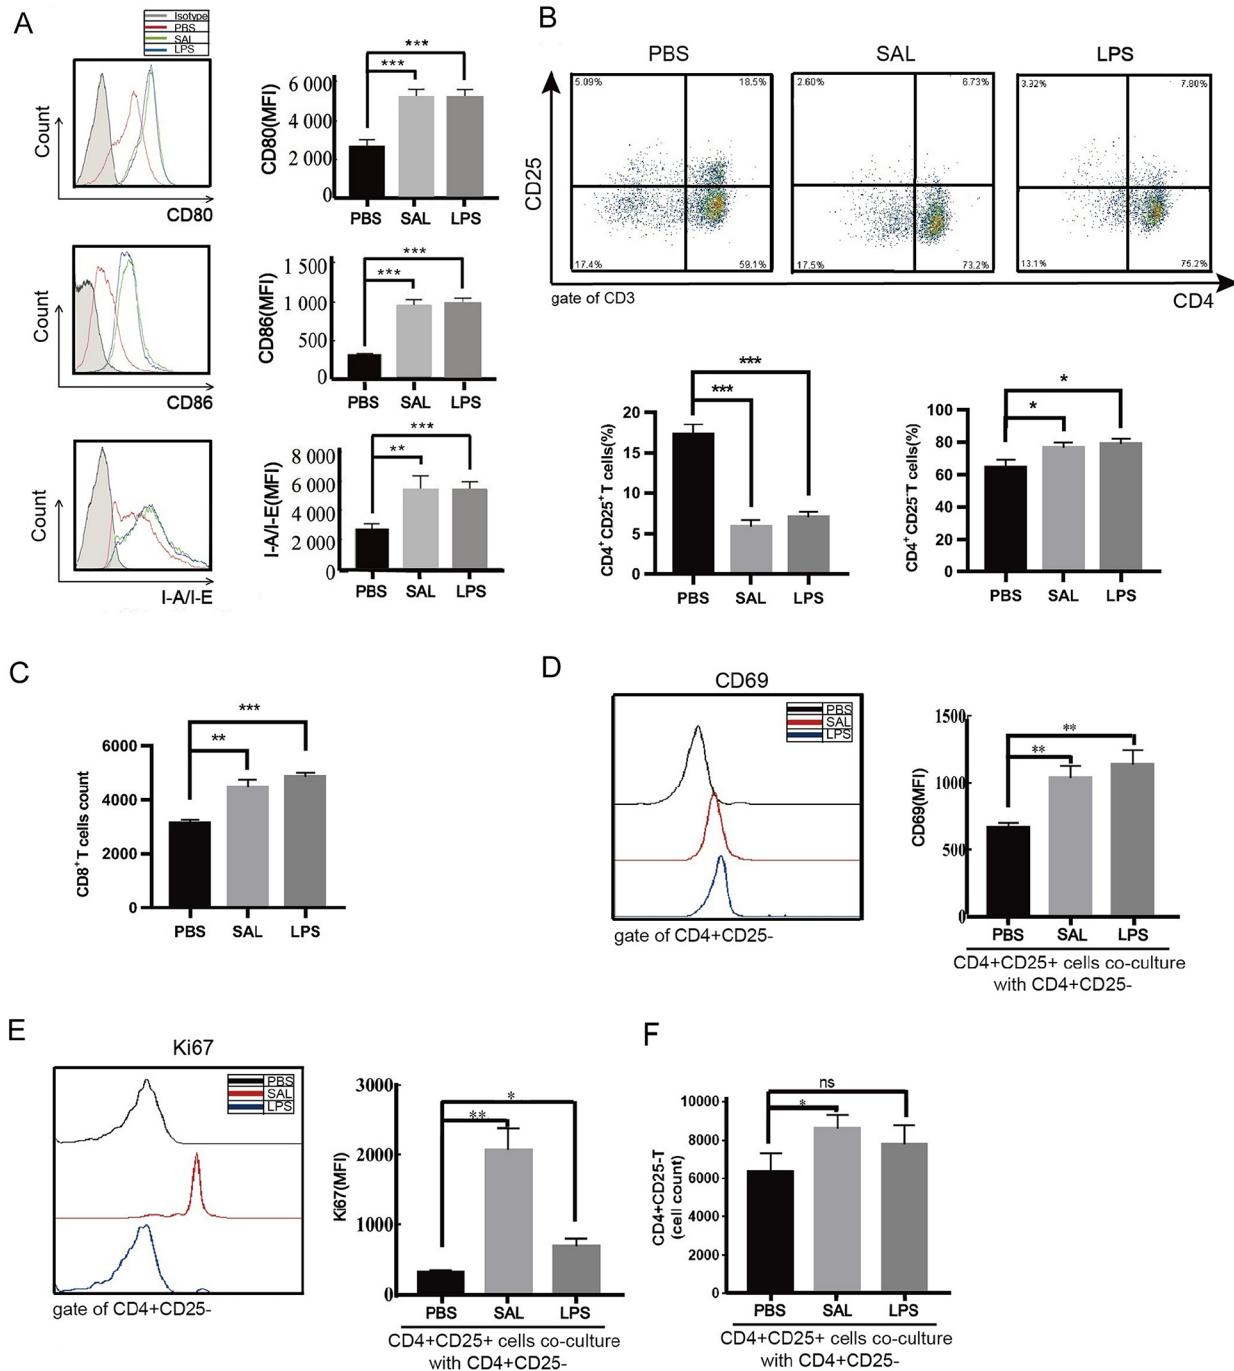 A
Isotype
PBS
SAL
LPS
Count
CD80
CD80(MFI)
6 000
4 000
2 000
0
***
***
PBS SAL LPS
Count
CD86
CD86(MFI)
1 500
1 000
500
0
***
***
PBS SAL LPS
Count
I-A/I-E
I-A/I-E(MFI)
8 000
6 000
4 000
2 000
0
***
**
PBS SAL LPS
B
PBS SAL LPS
5.09% 18.5% 2.60% 6.73% 3.92% 7.80%
CD25
17.4% 59.1% 17.5% 73.2% 13.1% 75.2%
gate of CD3
CD4
CD4+CD25+T cells(%)
20
15
10
5
0
***
***
PBS SAL LPS
CD4+CD25-T cells(%)
100
80
60
40
20
0
*
*
PBS SAL LPS
C
CD8+T cells count
6000
4000
2000
0
***
**
PBS SAL LPS
D
CD69
PBS
SAL
LPS
gate of CD4+CD25-
CD69(MFI)
1500
1000
500
0
**
**
PBS SAL LPS
CD4+CD25+ cells co-culture
with CD4+CD25-
E
Ki67
PBS
SAL
LPS
gate of CD4+CD25-
Ki67(MFI)
3000
2000
1000
0
*
**
PBS SAL LPS
CD4+CD25+ cells co-culture
with CD4+CD25-
F
CD4+CD25-T
(cell count)
10000
8000
6000
4000
2000
0
ns
*
PBS SAL LPS
CD4+CD25+ cells co-culture
with CD4+CD25-